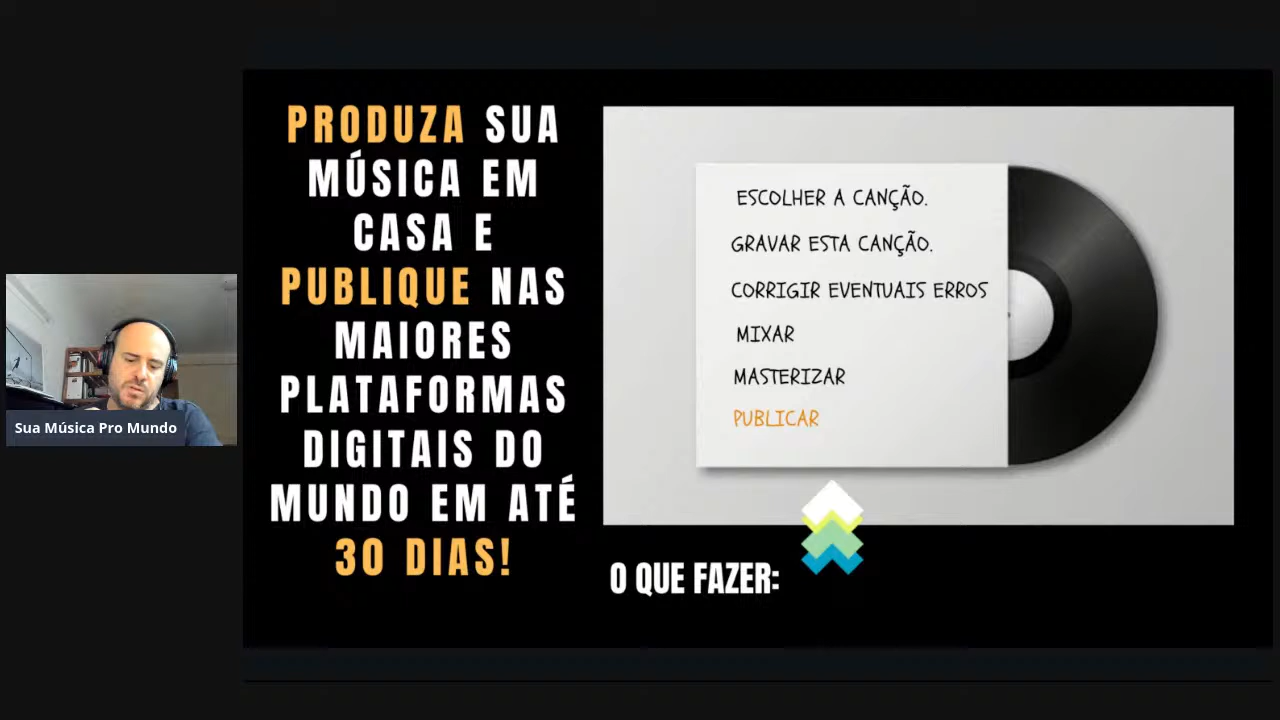 PRODUZA SUA
MÚSICA EM
CASA E
PUBLIQUE NAS
MAIORES
PLATAFORMAS
DIGITAIS DO
MUNDO EM ATÉ
30 DIAS!
ESCOLHER A CANÇÃO.
GRAVAR ESTA CANÇÃO.
CORRIGIR EVENTUAIS ERROS
MIXAR
MASTERIZAR
PUBLICAR
O QUE FAZER:
Sua Música Pro Mundo